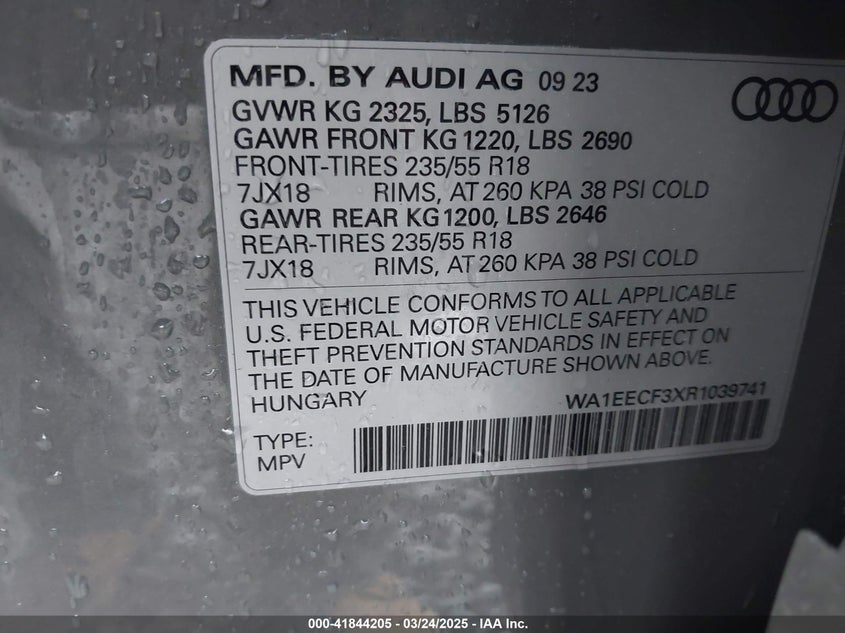 MFD. BY AUDI AG 09 23
GVWR KG 2325, LBS 5126
GAWR FRONT KG 1220, LBS 2690
FRONT-TIRES 235/55 R18
7JX18 RIMS, AT 260 KPA 38 PSI COLD
GAWR REAR KG 1200, LBS 2646
REAR-TIRES 235/55 R18
7JX18 RIMS, AT 260 KPA 38 PSI COLD
THIS VEHICLE CONFORMS TO ALL APPLICABLE
U.S. FEDERAL MOTOR VEHICLE SAFETY AND
THEFT PREVENTION STANDARDS IN EFFECT ON
THE DATE OF MANUFACTURE SHOWN ABOVE.
HUNGARY WA1EECF3XR1039741
TYPE:
MPV
000-41844205 - 03/24/2025 - IAA Inc.